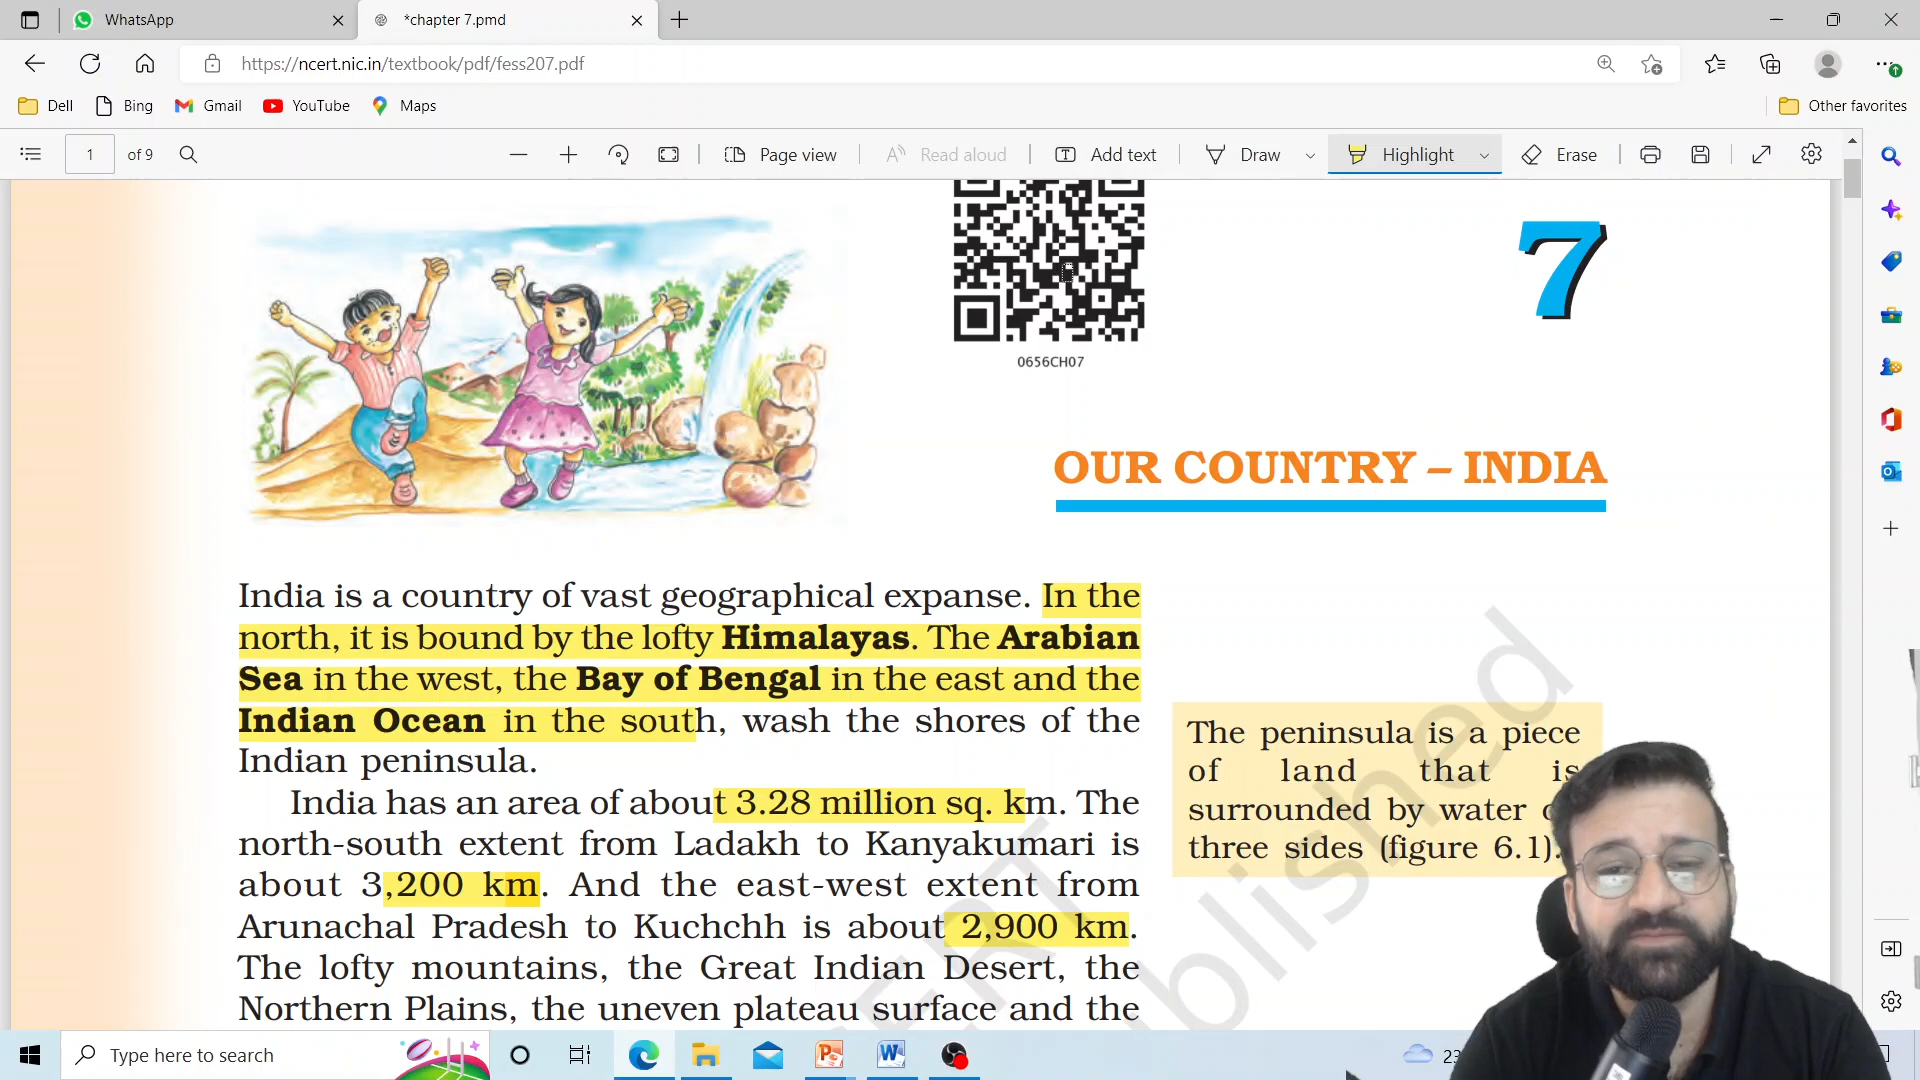 WhatsApp
*chapter 7.pmd
https://ncert.nic.in/textbook/pdf/fess207.pdf
Dell
Bing
Gmail
YouTube
Maps
Other favorites
1
of 9
Page view
Read aloud
Add text
Draw
Highlight
Erase
0656CH07
7
OUR COUNTRY – INDIA
India is a country of vast geographical expanse. In the
north, it is bound by the lofty Himalayas. The Arabian
Sea in the west, the Bay of Bengal in the east and the
Indian Ocean in the south, wash the shores of the
Indian peninsula.
India has an area of about 3.28 million sq. km. The
north-south extent from Ladakh to Kanyakumari is
about 3,200 km. And the east-west extent from
Arunachal Pradesh to Kuchchh is about 2,900 km.
The lofty mountains, the Great Indian Desert, the
Northern Plains, the uneven plateau surface and the
The peninsula is a piece
of land that is
surrounded by water
three sides (figure 6.1).
Type here to search